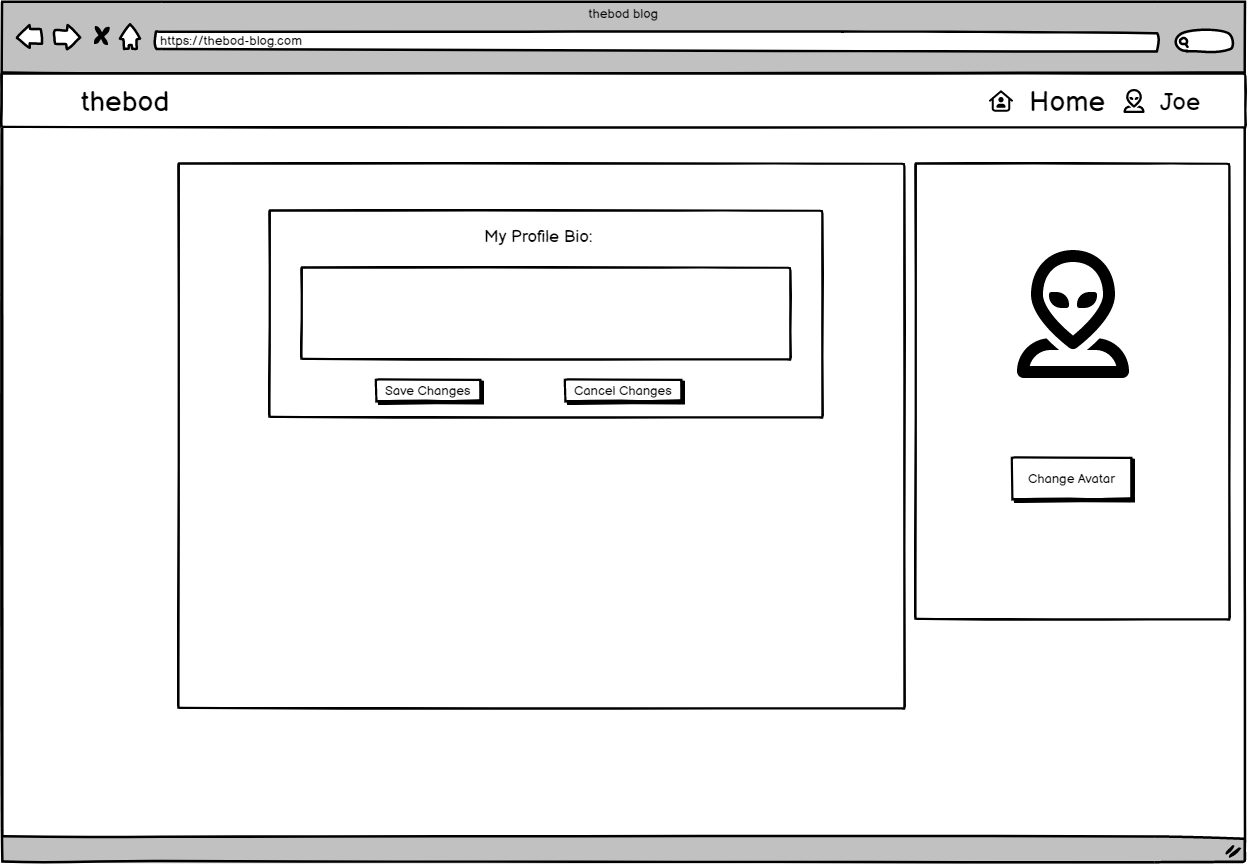 thebod blog
https://thebod-blog.com
thebod
Home
Joe
My Profile Bio:
Save Changes
Cancel Changes
Change Avatar